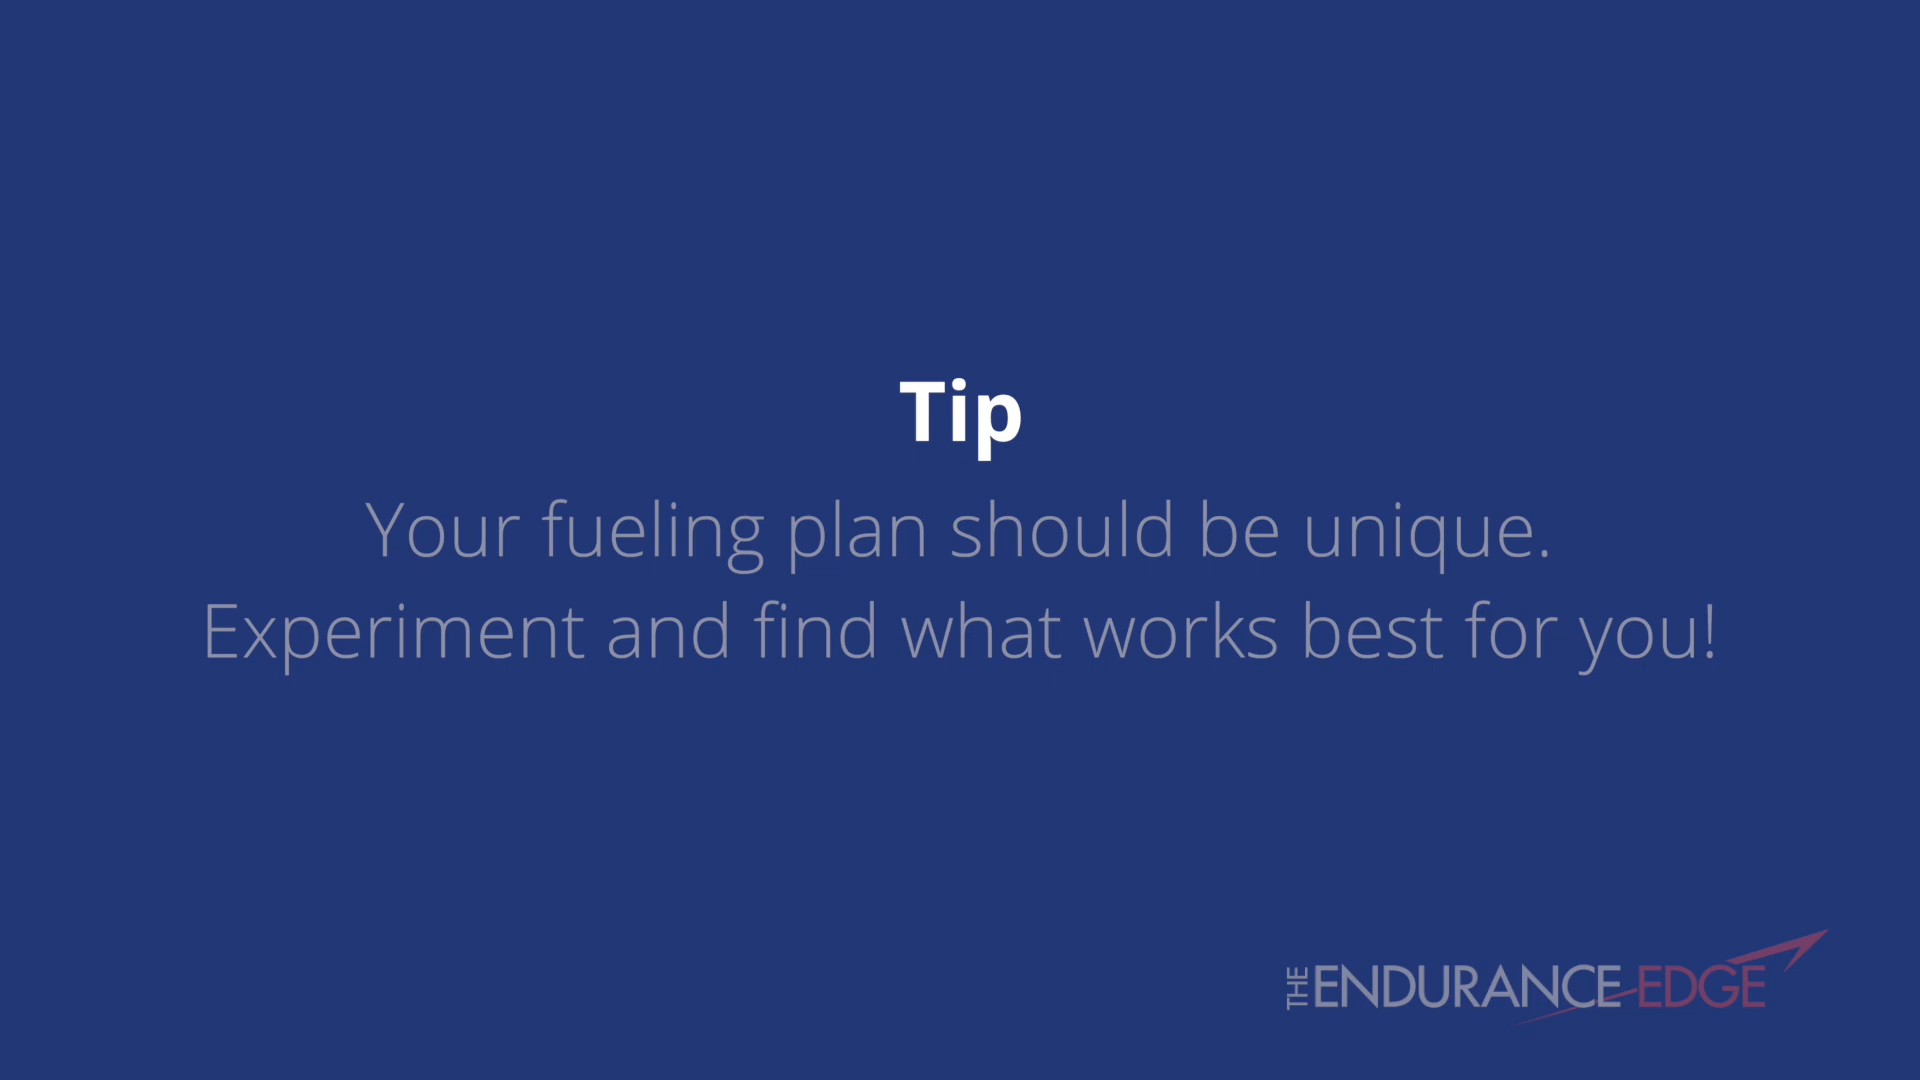 Tip
Your fueling plan should be unique.
Experiment and find what works best for you!
THE ENDURANCE EDGE